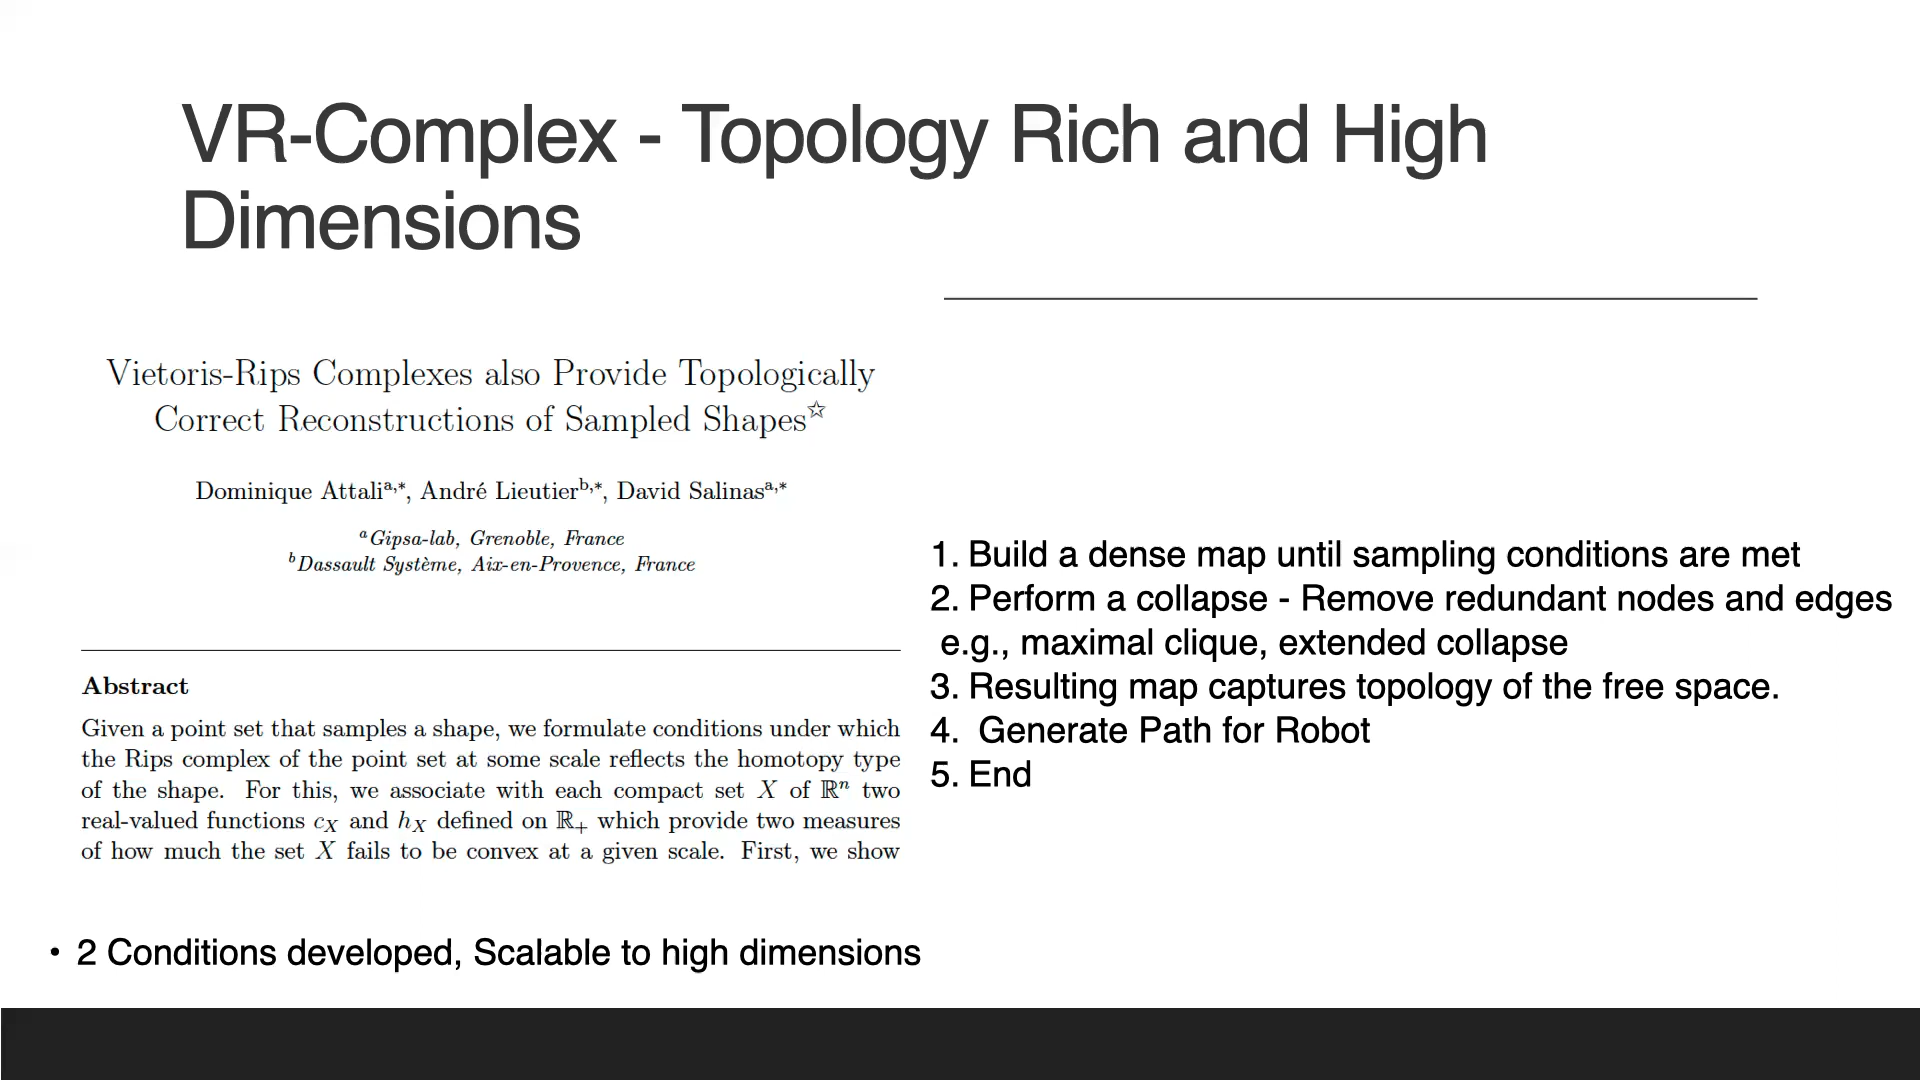 VR-Complex - Topology Rich and High
Dimensions
Vietoris-Rips Complexes also Provide Topologically
Correct Reconstructions of Sampled Shapes☆
Dominique Attaliᵃ,*, André Lieutierᵇ,*, David Salinasᵃ,*
ᵃGipsa-lab, Grenoble, France
ᵇDassault Système, Aix-en-Provence, France
Abstract
Given a point set that samples a shape, we formulate conditions under which
the Rips complex of the point set at some scale reflects the homotopy type
of the shape. For this, we associate with each compact set X of ℝⁿ two
real-valued functions c_X and h_X defined on ℝ₊ which provide two measures
of how much the set X fails to be convex at a given scale. First, we show
• 2 Conditions developed, Scalable to high dimensions
1. Build a dense map until sampling conditions are met
2. Perform a collapse - Remove redundant nodes and edges
e.g., maximal clique, extended collapse
3. Resulting map captures topology of the free space.
4. Generate Path for Robot
5. End